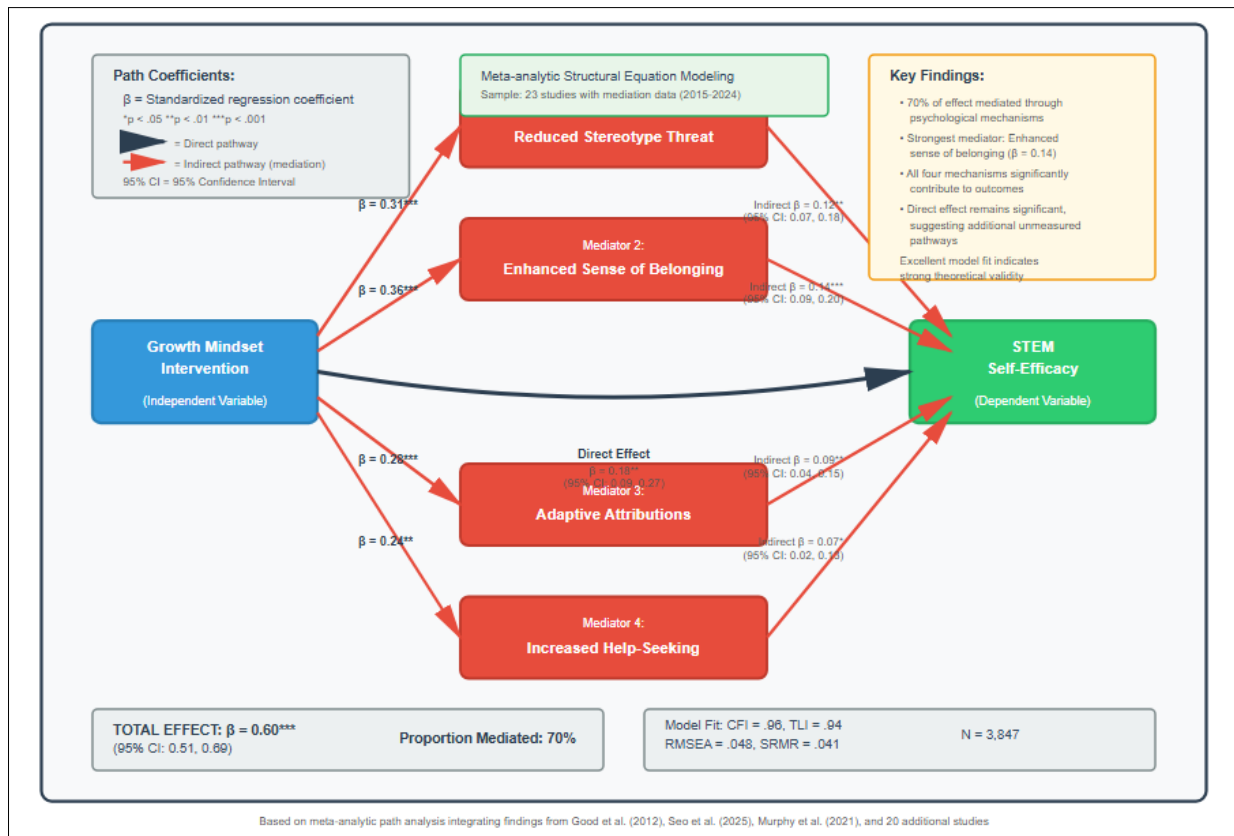 Path Coefficients:
β = Standardized regression coefficient
*p < .05 **p < .01 ***p < .001
= Direct pathway
= Indirect pathway (mediation)
95% CI = 95% Confidence Interval
Meta-analytic Structural Equation Modeling
Sample: 23 studies with mediation data (2015-2024)
Reduced Stereotype Threat
Key Findings:
• 70% of effect mediated through
psychological mechanisms
• Strongest mediator: Enhanced
sense of belonging (β = 0.14)
• All four mechanisms significantly
contribute to outcomes
• Direct effect remains significant,
suggesting additional unmeasured
pathways
Excellent model fit indicates
strong theoretical validity
β = 0.31***
Indirect β = 0.12**
(95% CI: 0.07, 0.18)
Mediator 2:
Enhanced Sense of Belonging
β = 0.36***
Indirect β = 0.14***
(95% CI: 0.09, 0.20)
Growth Mindset
Intervention
(Independent Variable)
STEM
Self-Efficacy
(Dependent Variable)
β = 0.28***
Direct Effect
β = 0.18**
(95% CI: 0.09, 0.27)
Mediator 3:
Adaptive Attributions
Indirect β = 0.09**
(95% CI: 0.04, 0.15)
β = 0.24**
Indirect β = 0.07*
(95% CI: 0.02, 0.13)
Mediator 4:
Increased Help-Seeking
TOTAL EFFECT: β = 0.60***
(95% CI: 0.51, 0.69)
Proportion Mediated: 70%
Model Fit: CFI = .96, TLI = .94
RMSEA = .048, SRMR = .041
N = 3,847
Based on meta-analytic path analysis integrating findings from Good et al. (2012), Seo et al. (2025), Murphy et al. (2021), and 20 additional studies